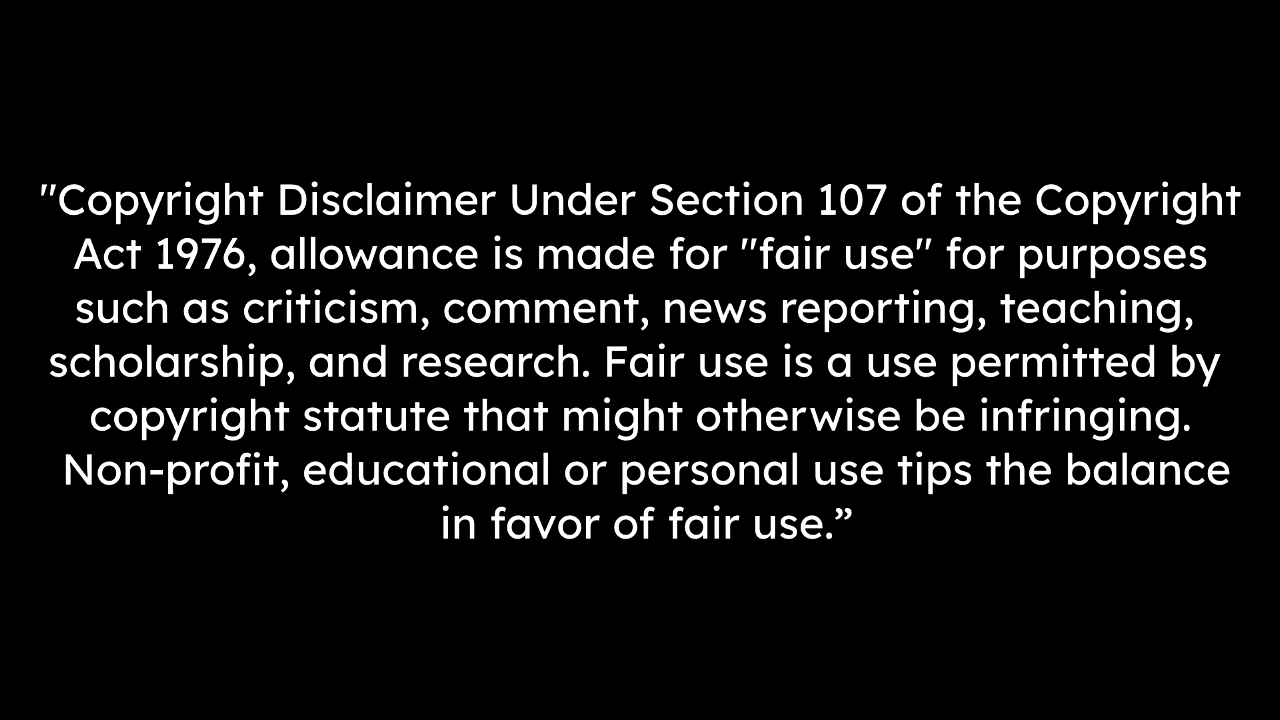 "Copyright Disclaimer Under Section 107 of the Copyright
Act 1976, allowance is made for "fair use" for purposes
such as criticism, comment, news reporting, teaching,
scholarship, and research. Fair use is a use permitted by
copyright statute that might otherwise be infringing.
Non-profit, educational or personal use tips the balance
in favor of fair use.”